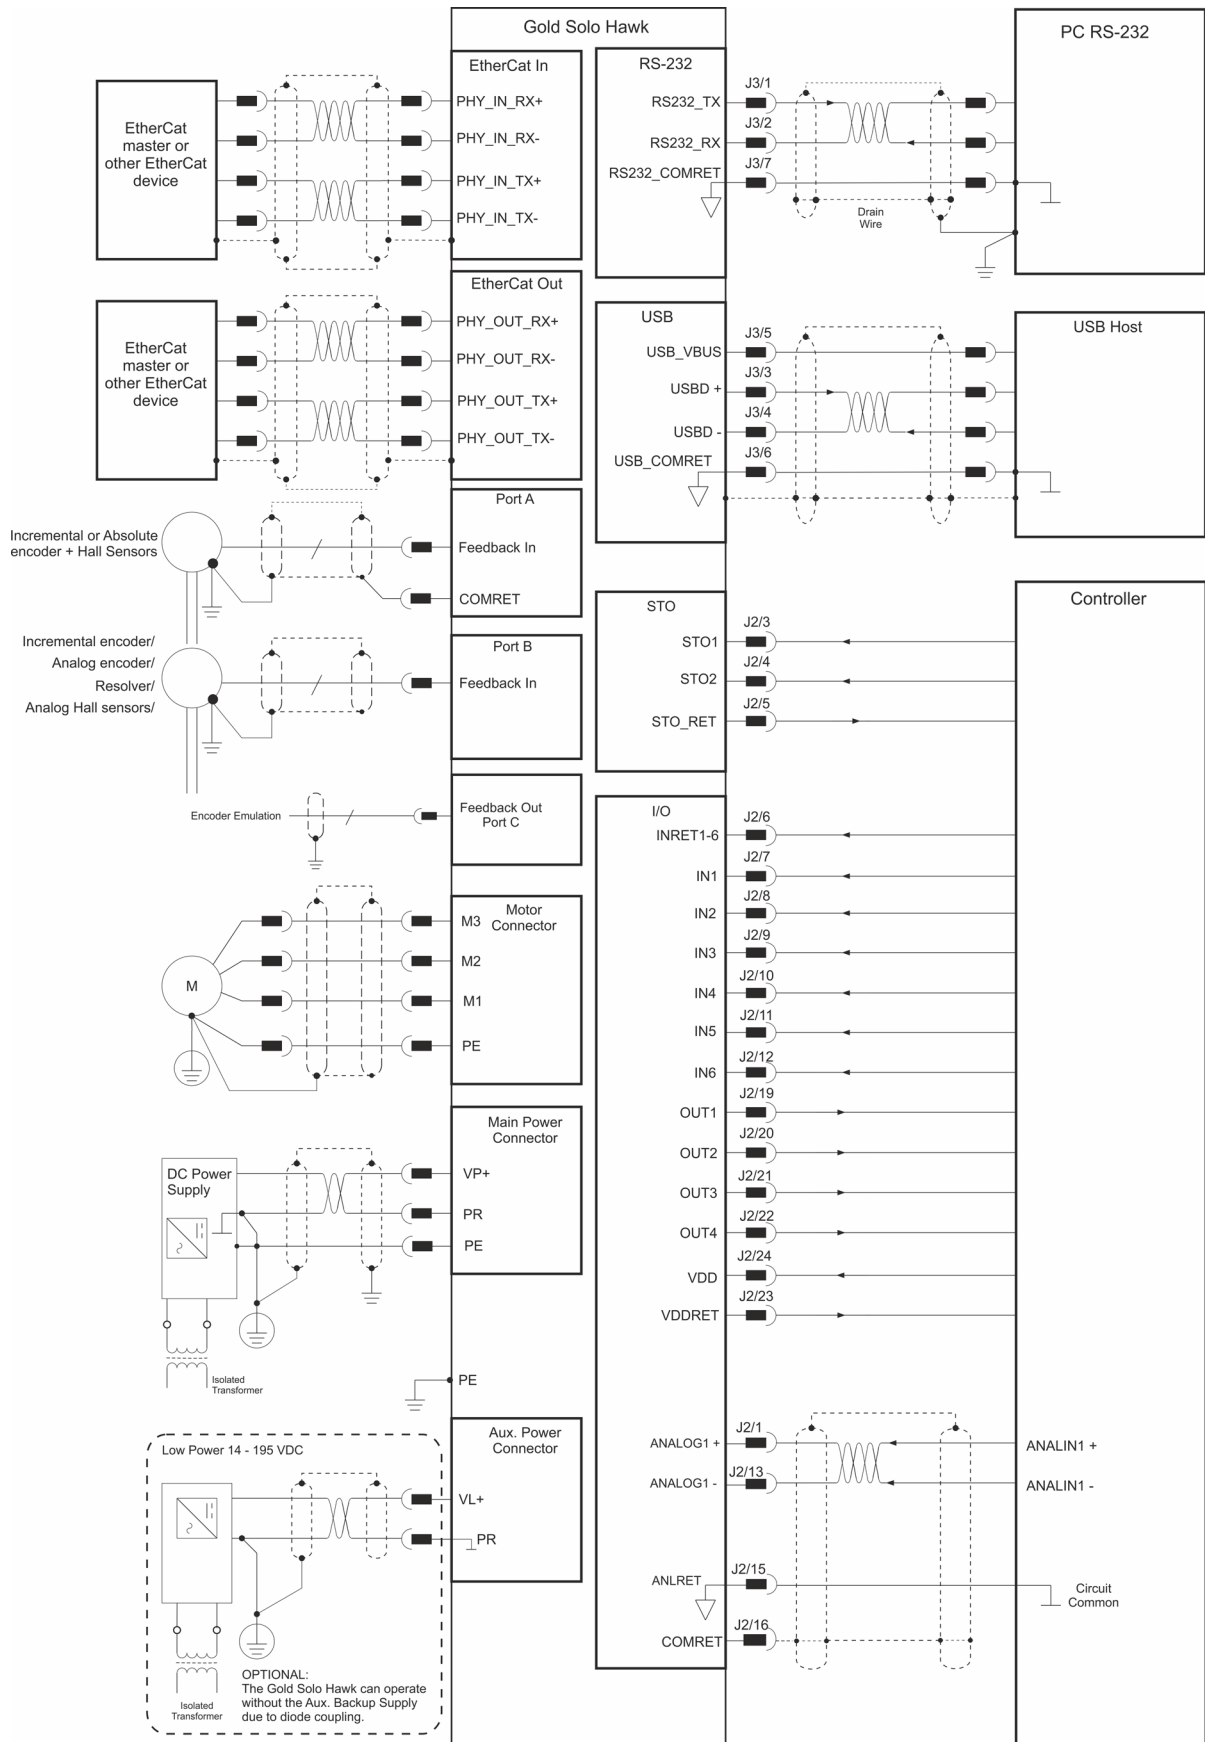 Gold Solo Hawk
EtherCat In
PHY_IN_RX+
PHY_IN_RX-
PHY_IN_TX+
PHY_IN_TX-
EtherCat
master or
other EtherCat
device
EtherCat Out
PHY_OUT_RX+
PHY_OUT_RX-
PHY_OUT_TX+
PHY_OUT_TX-
EtherCat
master or
other EtherCat
device
Port A
Incremental or Absolute
encoder + Hall Sensors
Feedback In
COMRET
Port B
Incremental encoder/
Analog encoder/
Resolver/
Analog Hall sensors/
Feedback In
Encoder Emulation
Feedback Out
Port C
Motor
Connector
M3
M2
M1
PE
M
Main Power
Connector
DC Power
Supply
VP+
PR
PE
Isolated
Transformer
PE
Aux. Power
Connector
Low Power 14 - 195 VDC
VL+
PR
Isolated
Transformer
OPTIONAL:
The Gold Solo Hawk can operate
without the Aux. Backup Supply
due to diode coupling.
RS-232
PC RS-232
RS232_TX
J3/1
RS232_RX
J3/2
RS232_COMRET
J3/7
Drain
Wire
USB
USB Host
USB_VBUS
J3/5
USBD +
J3/3
USBD -
J3/4
USB_COMRET
J3/6
STO
Controller
STO1
J2/3
STO2
J2/4
STO_RET
J2/5
I/O
INRET1-6
J2/6
IN1
J2/7
IN2
J2/8
IN3
J2/9
IN4
J2/10
IN5
J2/11
IN6
J2/12
OUT1
J2/19
OUT2
J2/20
OUT3
J2/21
OUT4
J2/22
VDD
J2/24
VDDRET
J2/23
ANALOG1 +
J2/1
ANALIN1 +
ANALOG1 -
J2/13
ANALIN1 -
ANLRET
J2/15
Circuit
Common
COMRET
J2/16